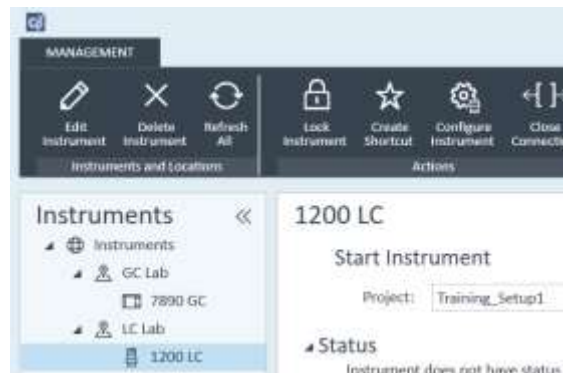 MANAGEMENT
Edit Instrument
Delete Instrument
Refresh All
Lock Instrument
Create Shortcut
Configure Instrument
Close
Instruments and Locations
Actions
Instruments
Instruments
GC Lab
7890 GC
LC Lab
1200 LC
1200 LC
Start Instrument
Project: Training_Setup1
Status
Instrument does not have status